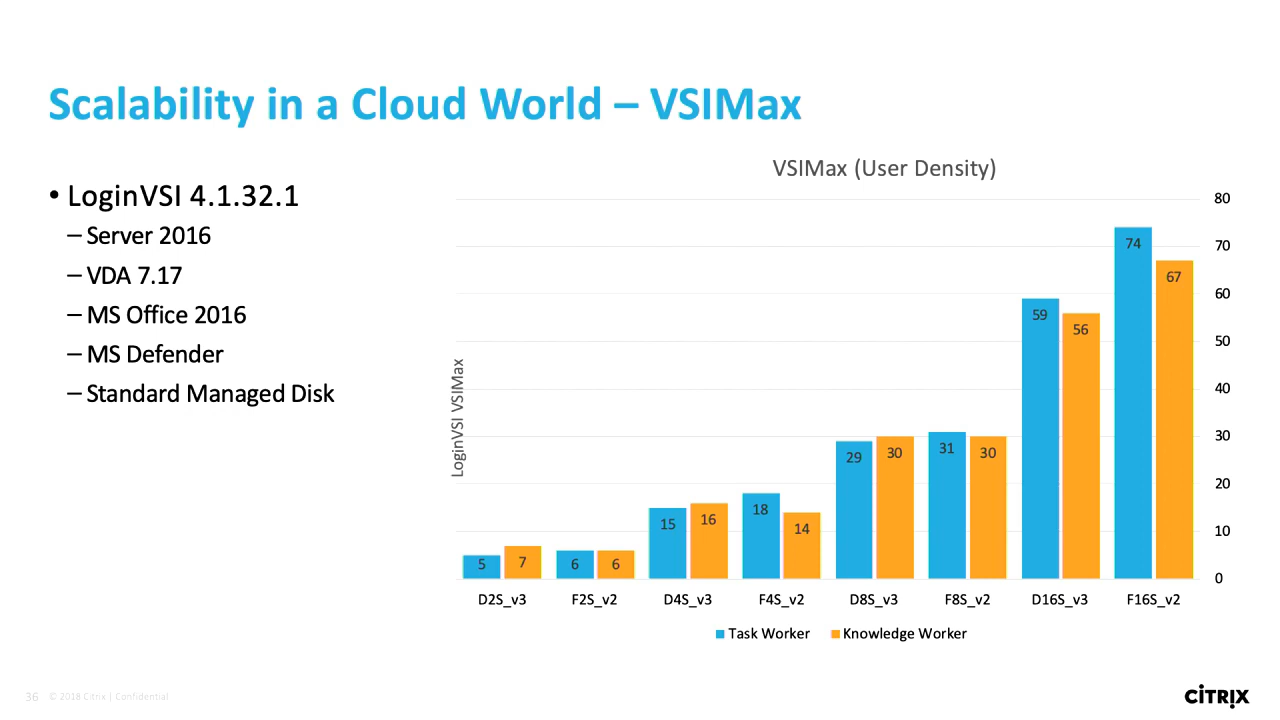 Scalability in a Cloud World – VSIMax
• LoginVSI 4.1.32.1
– Server 2016
– VDA 7.17
– MS Office 2016
– MS Defender
– Standard Managed Disk
VSIMax (User Density)
LoginVSI VSIMax
80
70
60
50
40
30
20
10
0
5 7 6 6 15 16 18 14 29 30 31 30 59 56 74 67
D2S_v3 F2S_v2 D4S_v3 F4S_v2 D8S_v3 F8S_v2 D16S_v3 F16S_v2
Task Worker Knowledge Worker
36 © 2018 Citrix | Confidential
CITRIX